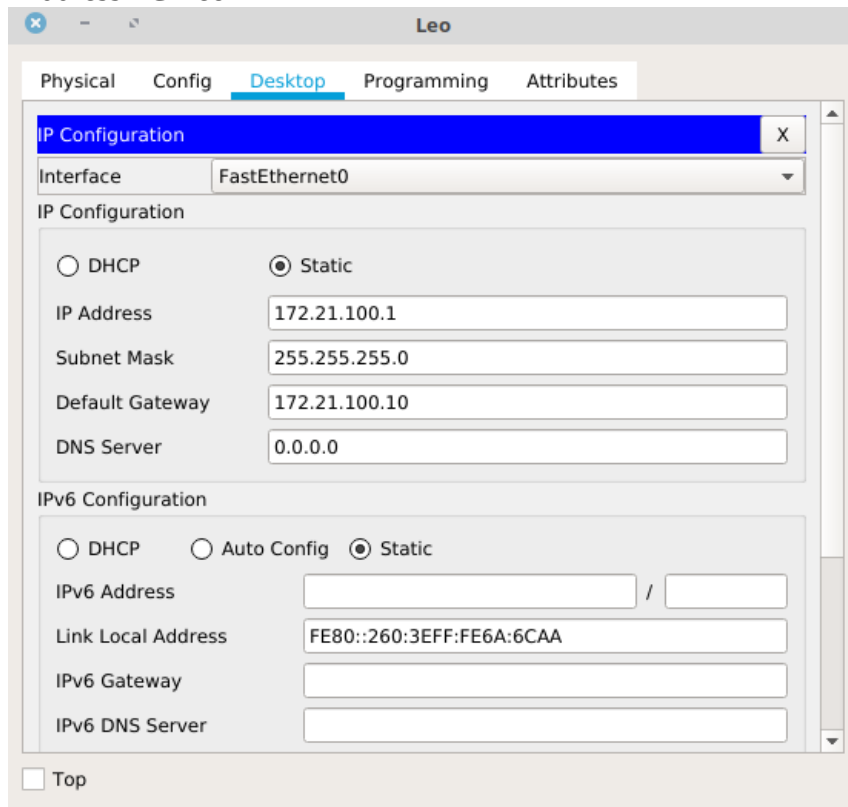 Leo
Physical Config Desktop Programming Attributes
IP Configuration X
Interface FastEthernet0
IP Configuration
DHCP Static
IP Address 172.21.100.1
Subnet Mask 255.255.255.0
Default Gateway 172.21.100.10
DNS Server 0.0.0.0
IPv6 Configuration
DHCP Auto Config Static
IPv6 Address /
Link Local Address FE80::260:3EFF:FE6A:6CAA
IPv6 Gateway
IPv6 DNS Server
Top